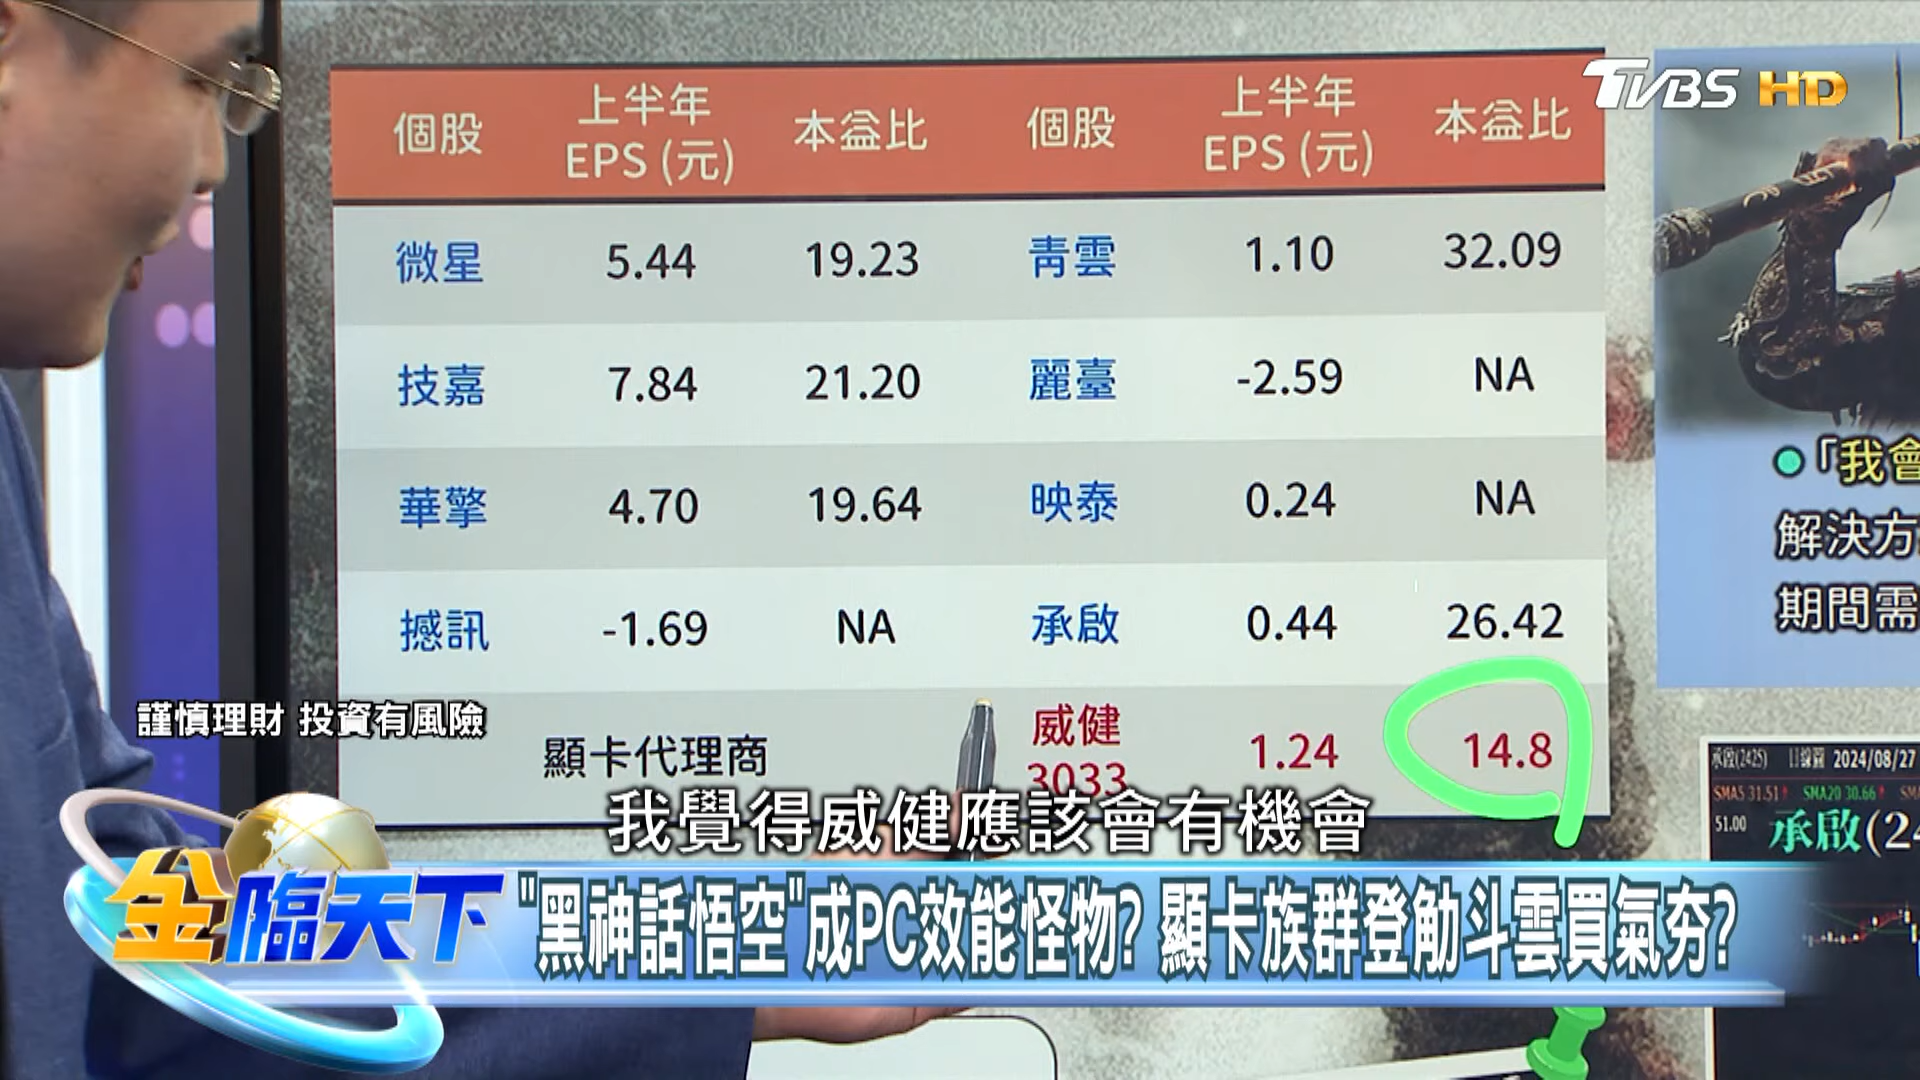 TVBS HD
個股 上半年 EPS (元) 本益比 個股 上半年 EPS (元) 本益比
微星 5.44 19.23 青雲 1.10 32.09
技嘉 7.84 21.20 麗臺 -2.59 NA
華擎 4.70 19.64 映泰 0.24 NA
撼訊 -1.69 NA 承啟 0.44 26.42
顯卡代理商 威健 3033 1.24 14.8
「我會
解決方
期間需
謹慎理財 投資有風險
承啟(2425) 日線圖 2024/08/27
SMA5 31.51 SMA20 30.66
51.00
承啟(24
我覺得威健應該會有機會
金臨天下
"黑神話悟空"成PC效能怪物? 顯卡族群登觔斗雲買氣夯?